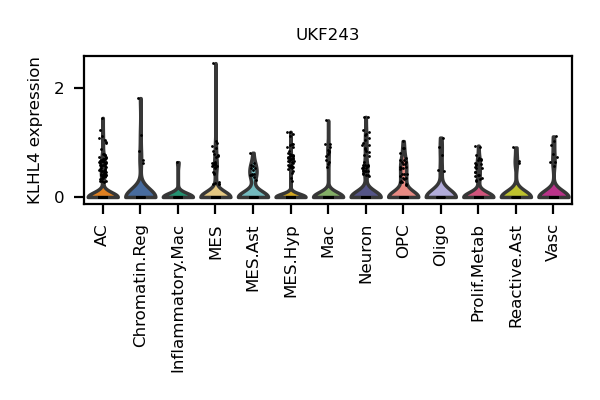 UKF243
KLHL4 expression
2
0
AC
Chromatin.Reg
Inflammatory.Mac
MES
MES.Ast
MES.Hyp
Mac
Neuron
OPC
Oligo
Prolif.Metab
Reactive.Ast
Vasc